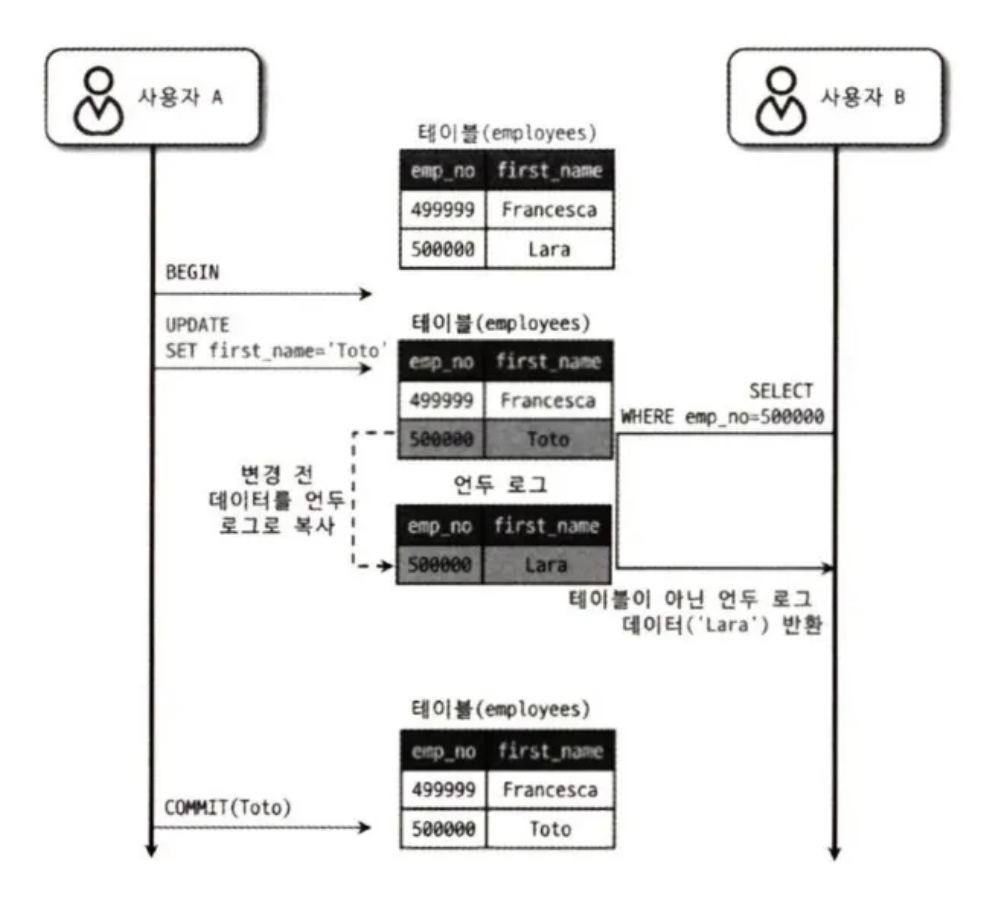 사용자 A
사용자 B
테이블(employees)
emp_no first_name
499999 Francesca
500000 Lara
BEGIN
UPDATE
SET first_name='Toto'
테이블(employees)
emp_no first_name
499999 Francesca
500000 Toto
SELECT
WHERE emp_no=500000
변경 전
데이터를 언두
로그로 복사
언두 로그
emp_no first_name
500000 Lara
테이블이 아닌 언두 로그
데이터('Lara') 반환
테이블(employees)
emp_no first_name
499999 Francesca
500000 Toto
COMMIT(Toto)